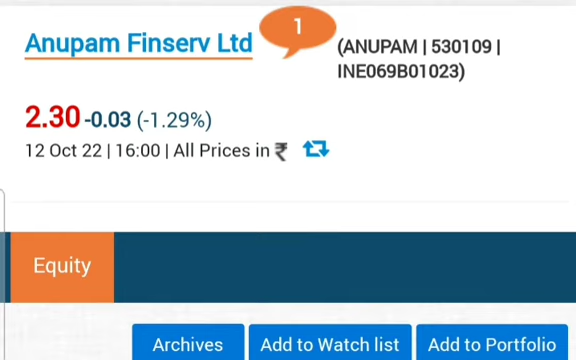 Anupam Finserv Ltd
1
(ANUPAM | 530109 |
INE069B01023)
2.30 -0.03 (-1.29%)
12 Oct 22 | 16:00 | All Prices in ₹
Equity
Archives
Add to Watch list
Add to Portfolio